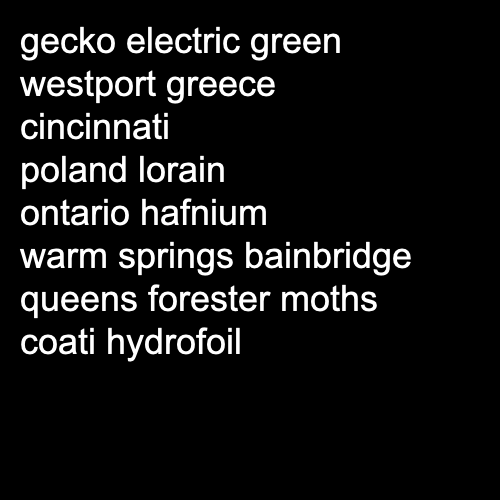 gecko electric green
westport greece
cincinnati
poland lorain
ontario hafnium
warm springs bainbridge
queens forester moths
coati hydrofoil